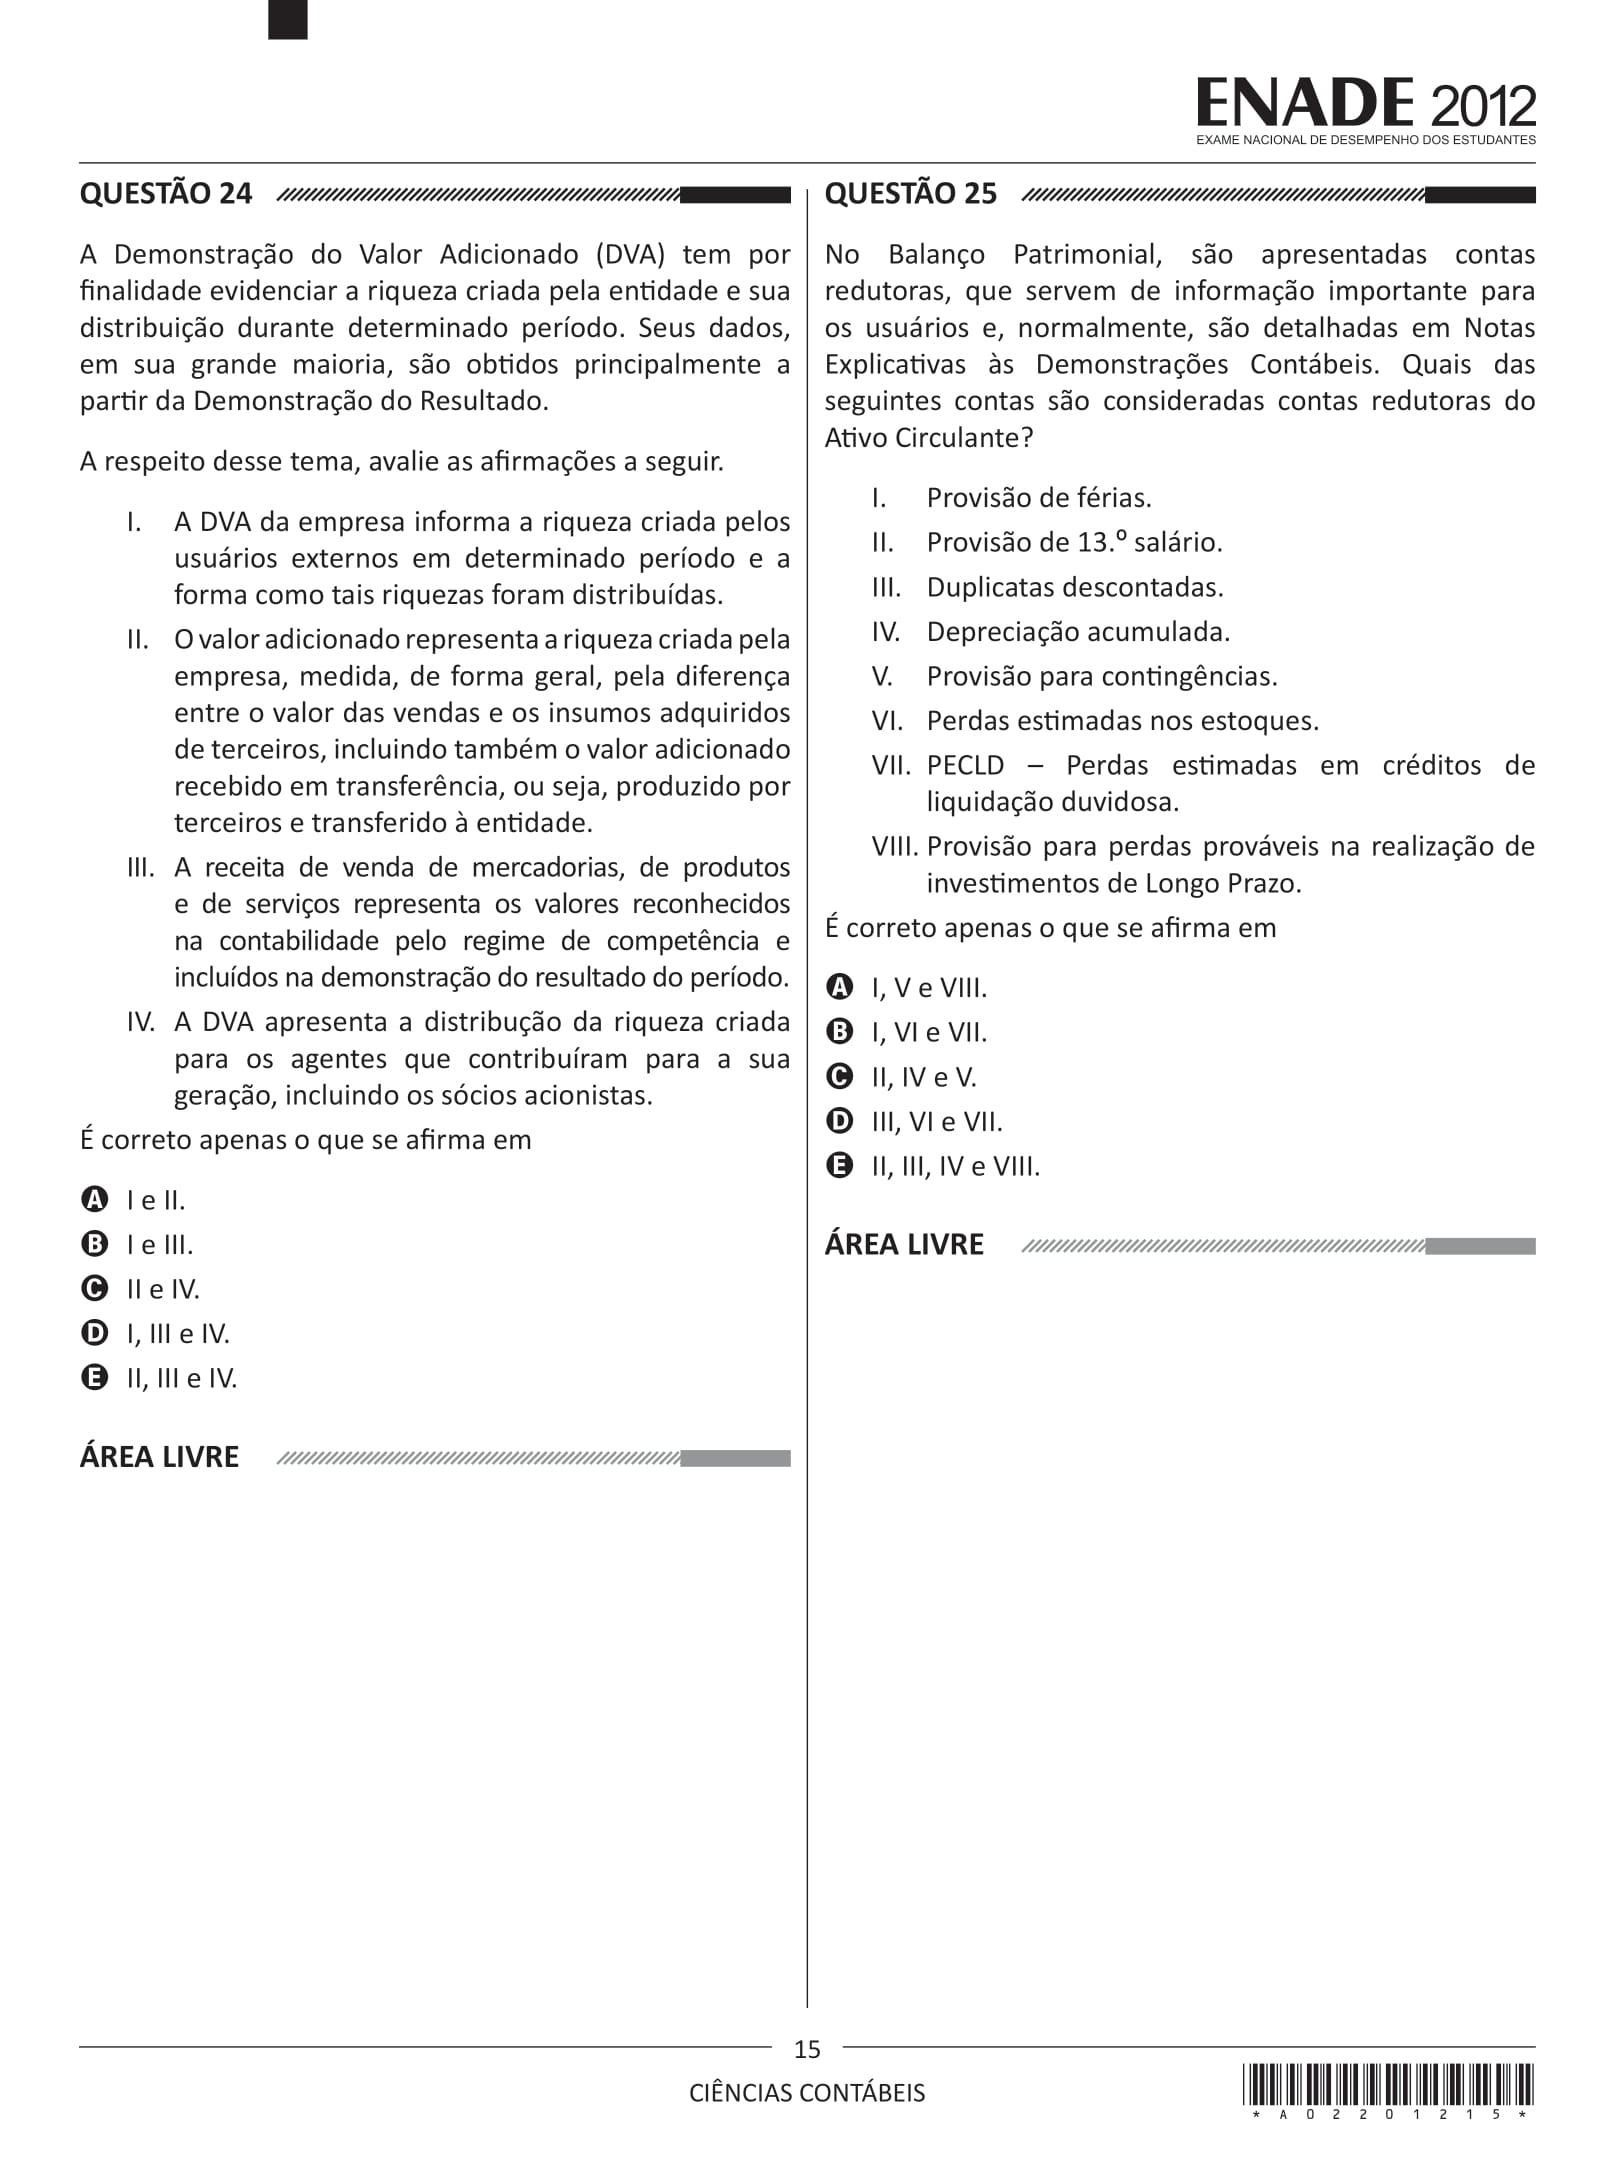 ENADE 2012
EXAME NACIONAL DE DESEMPENHO DOS ESTUDANTES
QUESTÃO 24
A Demonstração do Valor Adicionado (DVA) tem por
finalidade evidenciar a riqueza criada pela entidade e sua
distribuição durante determinado período. Seus dados,
em sua grande maioria, são obtidos principalmente a
partir da Demonstração do Resultado.
A respeito desse tema, avalie as afirmações a seguir.
I. A DVA da empresa informa a riqueza criada pelos
usuários externos em determinado período e a
forma como tais riquezas foram distribuídas.
II. O valor adicionado representa a riqueza criada pela
empresa, medida, de forma geral, pela diferença
entre o valor das vendas e os insumos adquiridos
de terceiros, incluindo também o valor adicionado
recebido em transferência, ou seja, produzido por
terceiros e transferido à entidade.
III. A receita de venda de mercadorias, de produtos
e de serviços representa os valores reconhecidos
na contabilidade pelo regime de competência e
incluídos na demonstração do resultado do período.
IV. A DVA apresenta a distribução da riqueza criada
para os agentes que contribuíram para a sua
geração, incluindo os sócios acionistas.
É correto apenas o que se afirma em
A I e II.
B I e III.
C II e IV.
D I, III e IV.
E II, III e IV.
ÁREA LIVRE
QUESTÃO 25
No Balanço Patrimonial, são apresentadas contas
redutoras, que servem de informação importante para
os usuários e, normalmente, são detalhadas em Notas
Explicativas às Demonstrações Contábeis. Quais das
seguintes contas são consideradas contas redutoras do
Ativo Circulante?
I. Provisão de férias.
II. Provisão de 13.º salário.
III. Duplicatas descontadas.
IV. Depreciação acumulada.
V. Provisão para contingências.
VI. Perdas estimadas nos estoques.
VII. PECLD – Perdas estimadas em créditos de
liquidação duvidosa.
VIII. Provisão para perdas prováveis na realização de
investimentos de Longo Prazo.
É correto apenas o que se afirma em
A I, V e VIII.
B I, VI e VII.
C II, IV e V.
D III, VI e VII.
E II, III, IV e VIII.
ÁREA LIVRE
15
CIÊNCIAS CONTÁBEIS
*A02201215*